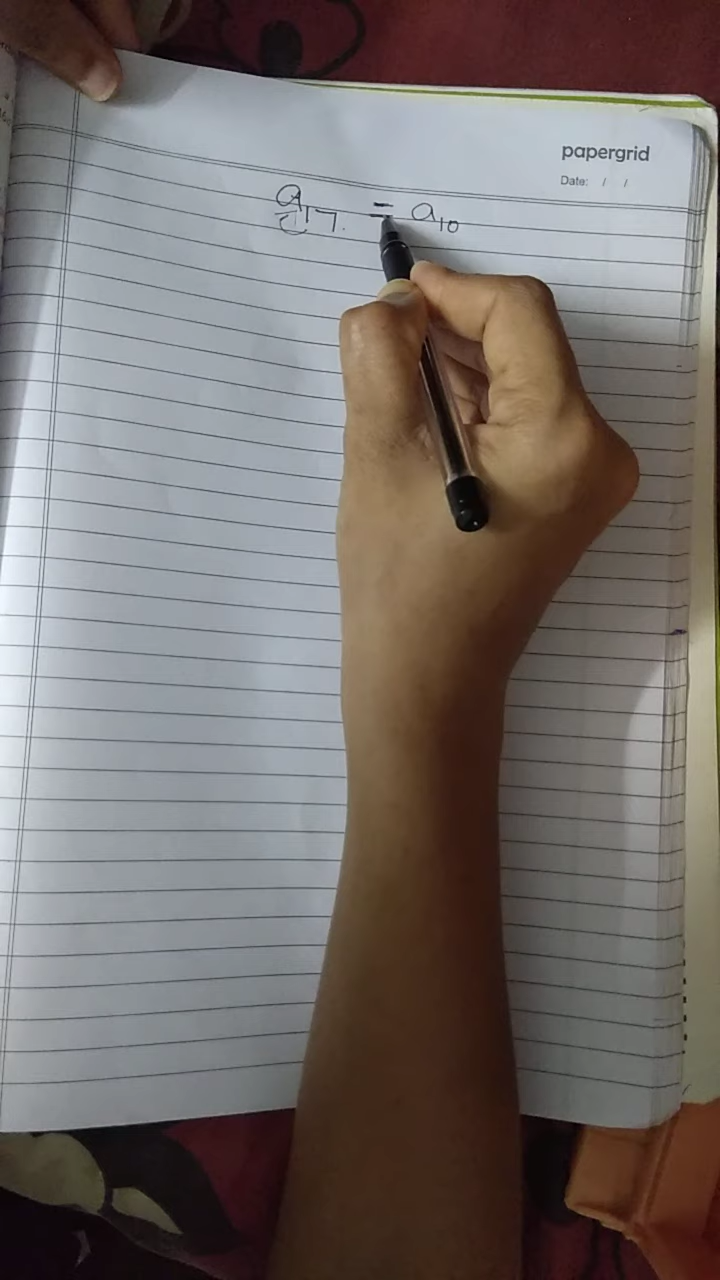 papergrid
Date: / /
a₁₇. = a₁₀